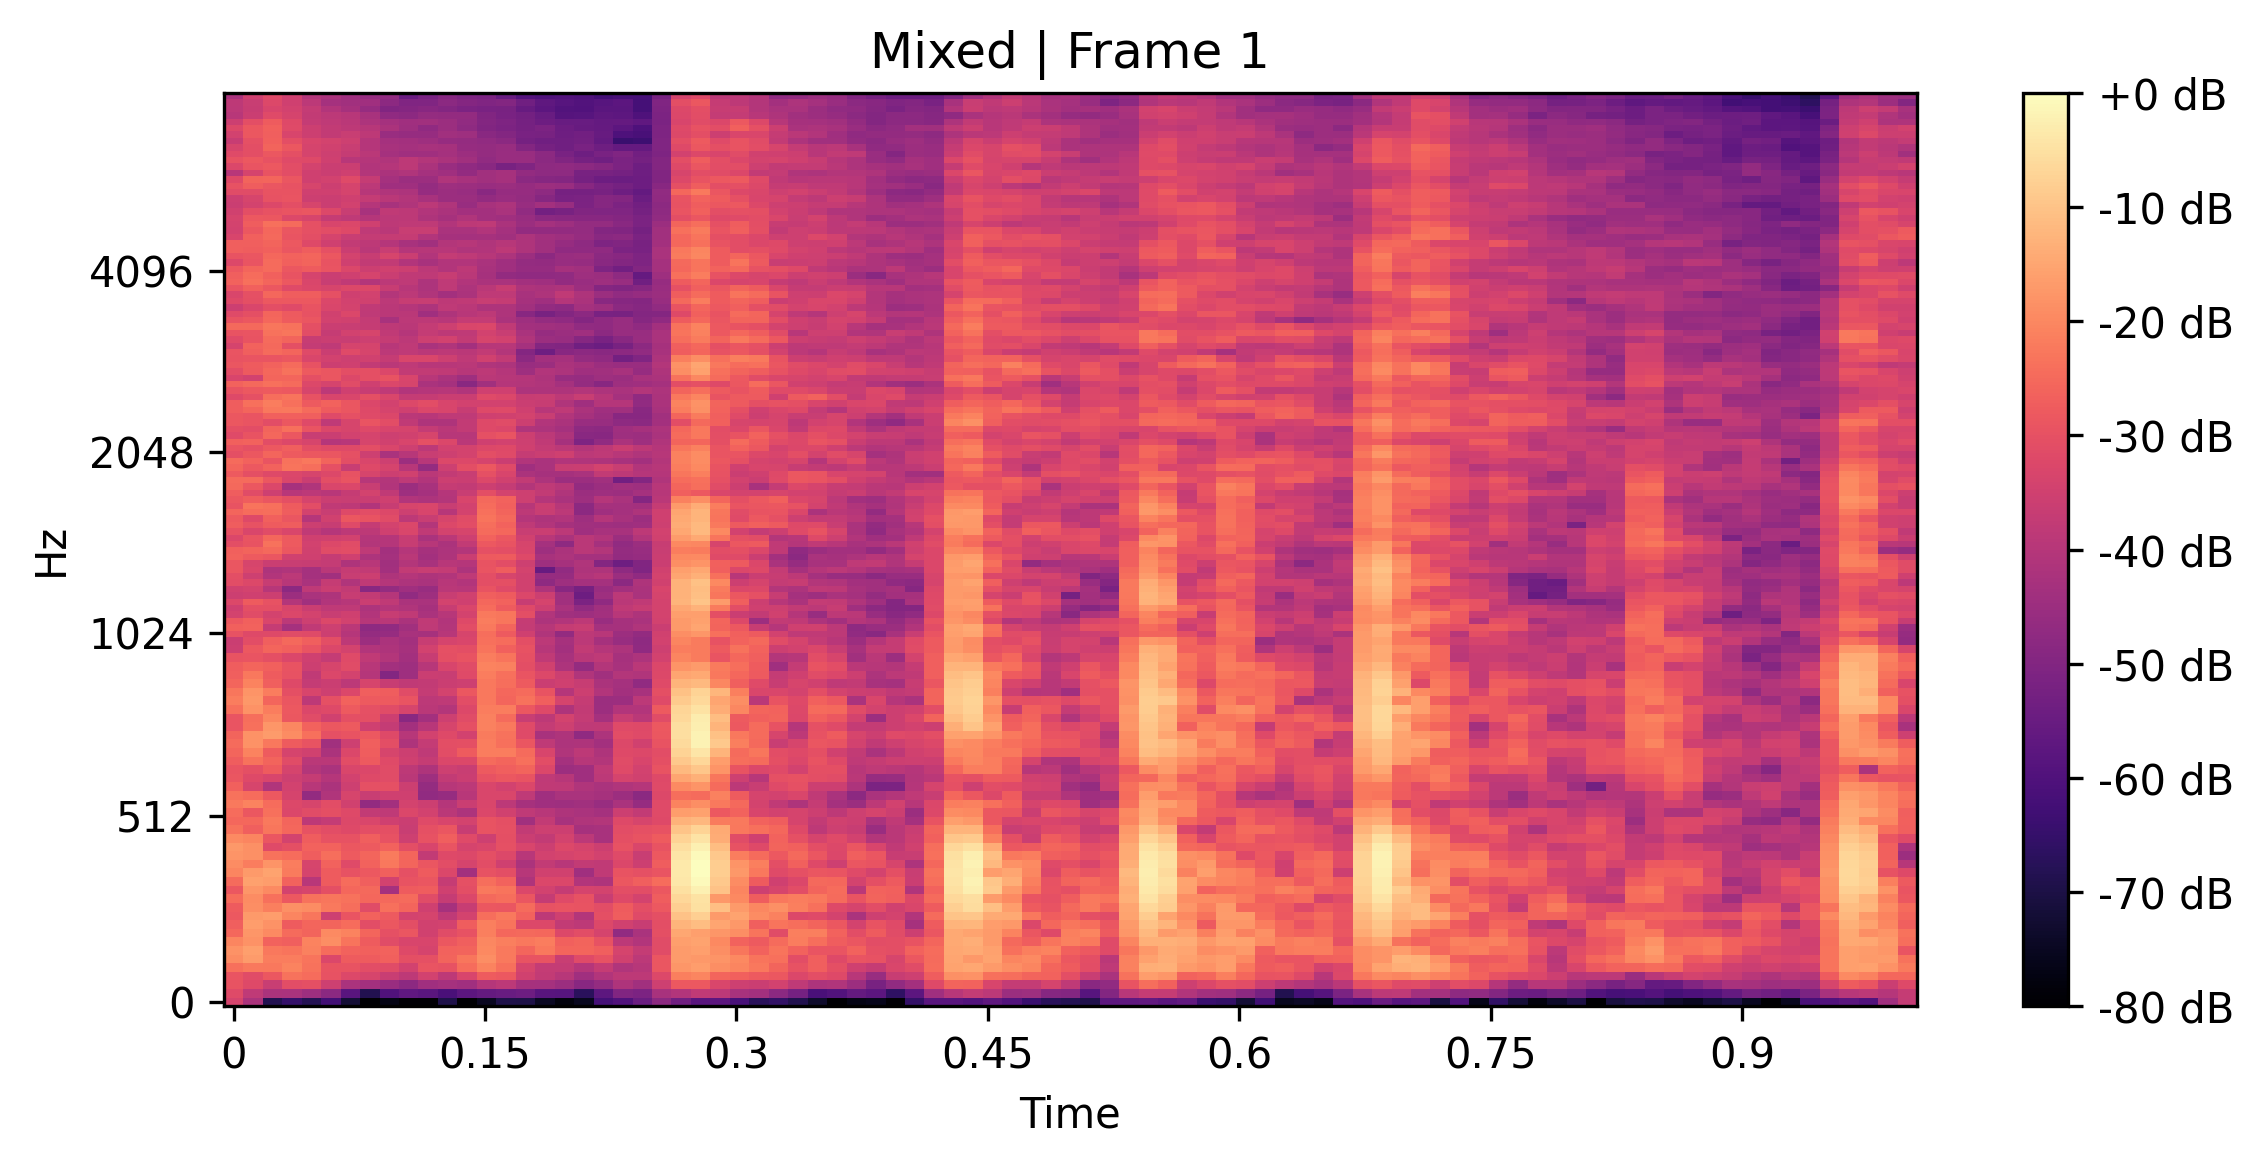 Mixed | Frame 1
Hz
4096
2048
1024
512
0
0 0.15 0.3 0.45 0.6 0.75 0.9
Time
+0 dB
-10 dB
-20 dB
-30 dB
-40 dB
-50 dB
-60 dB
-70 dB
-80 dB